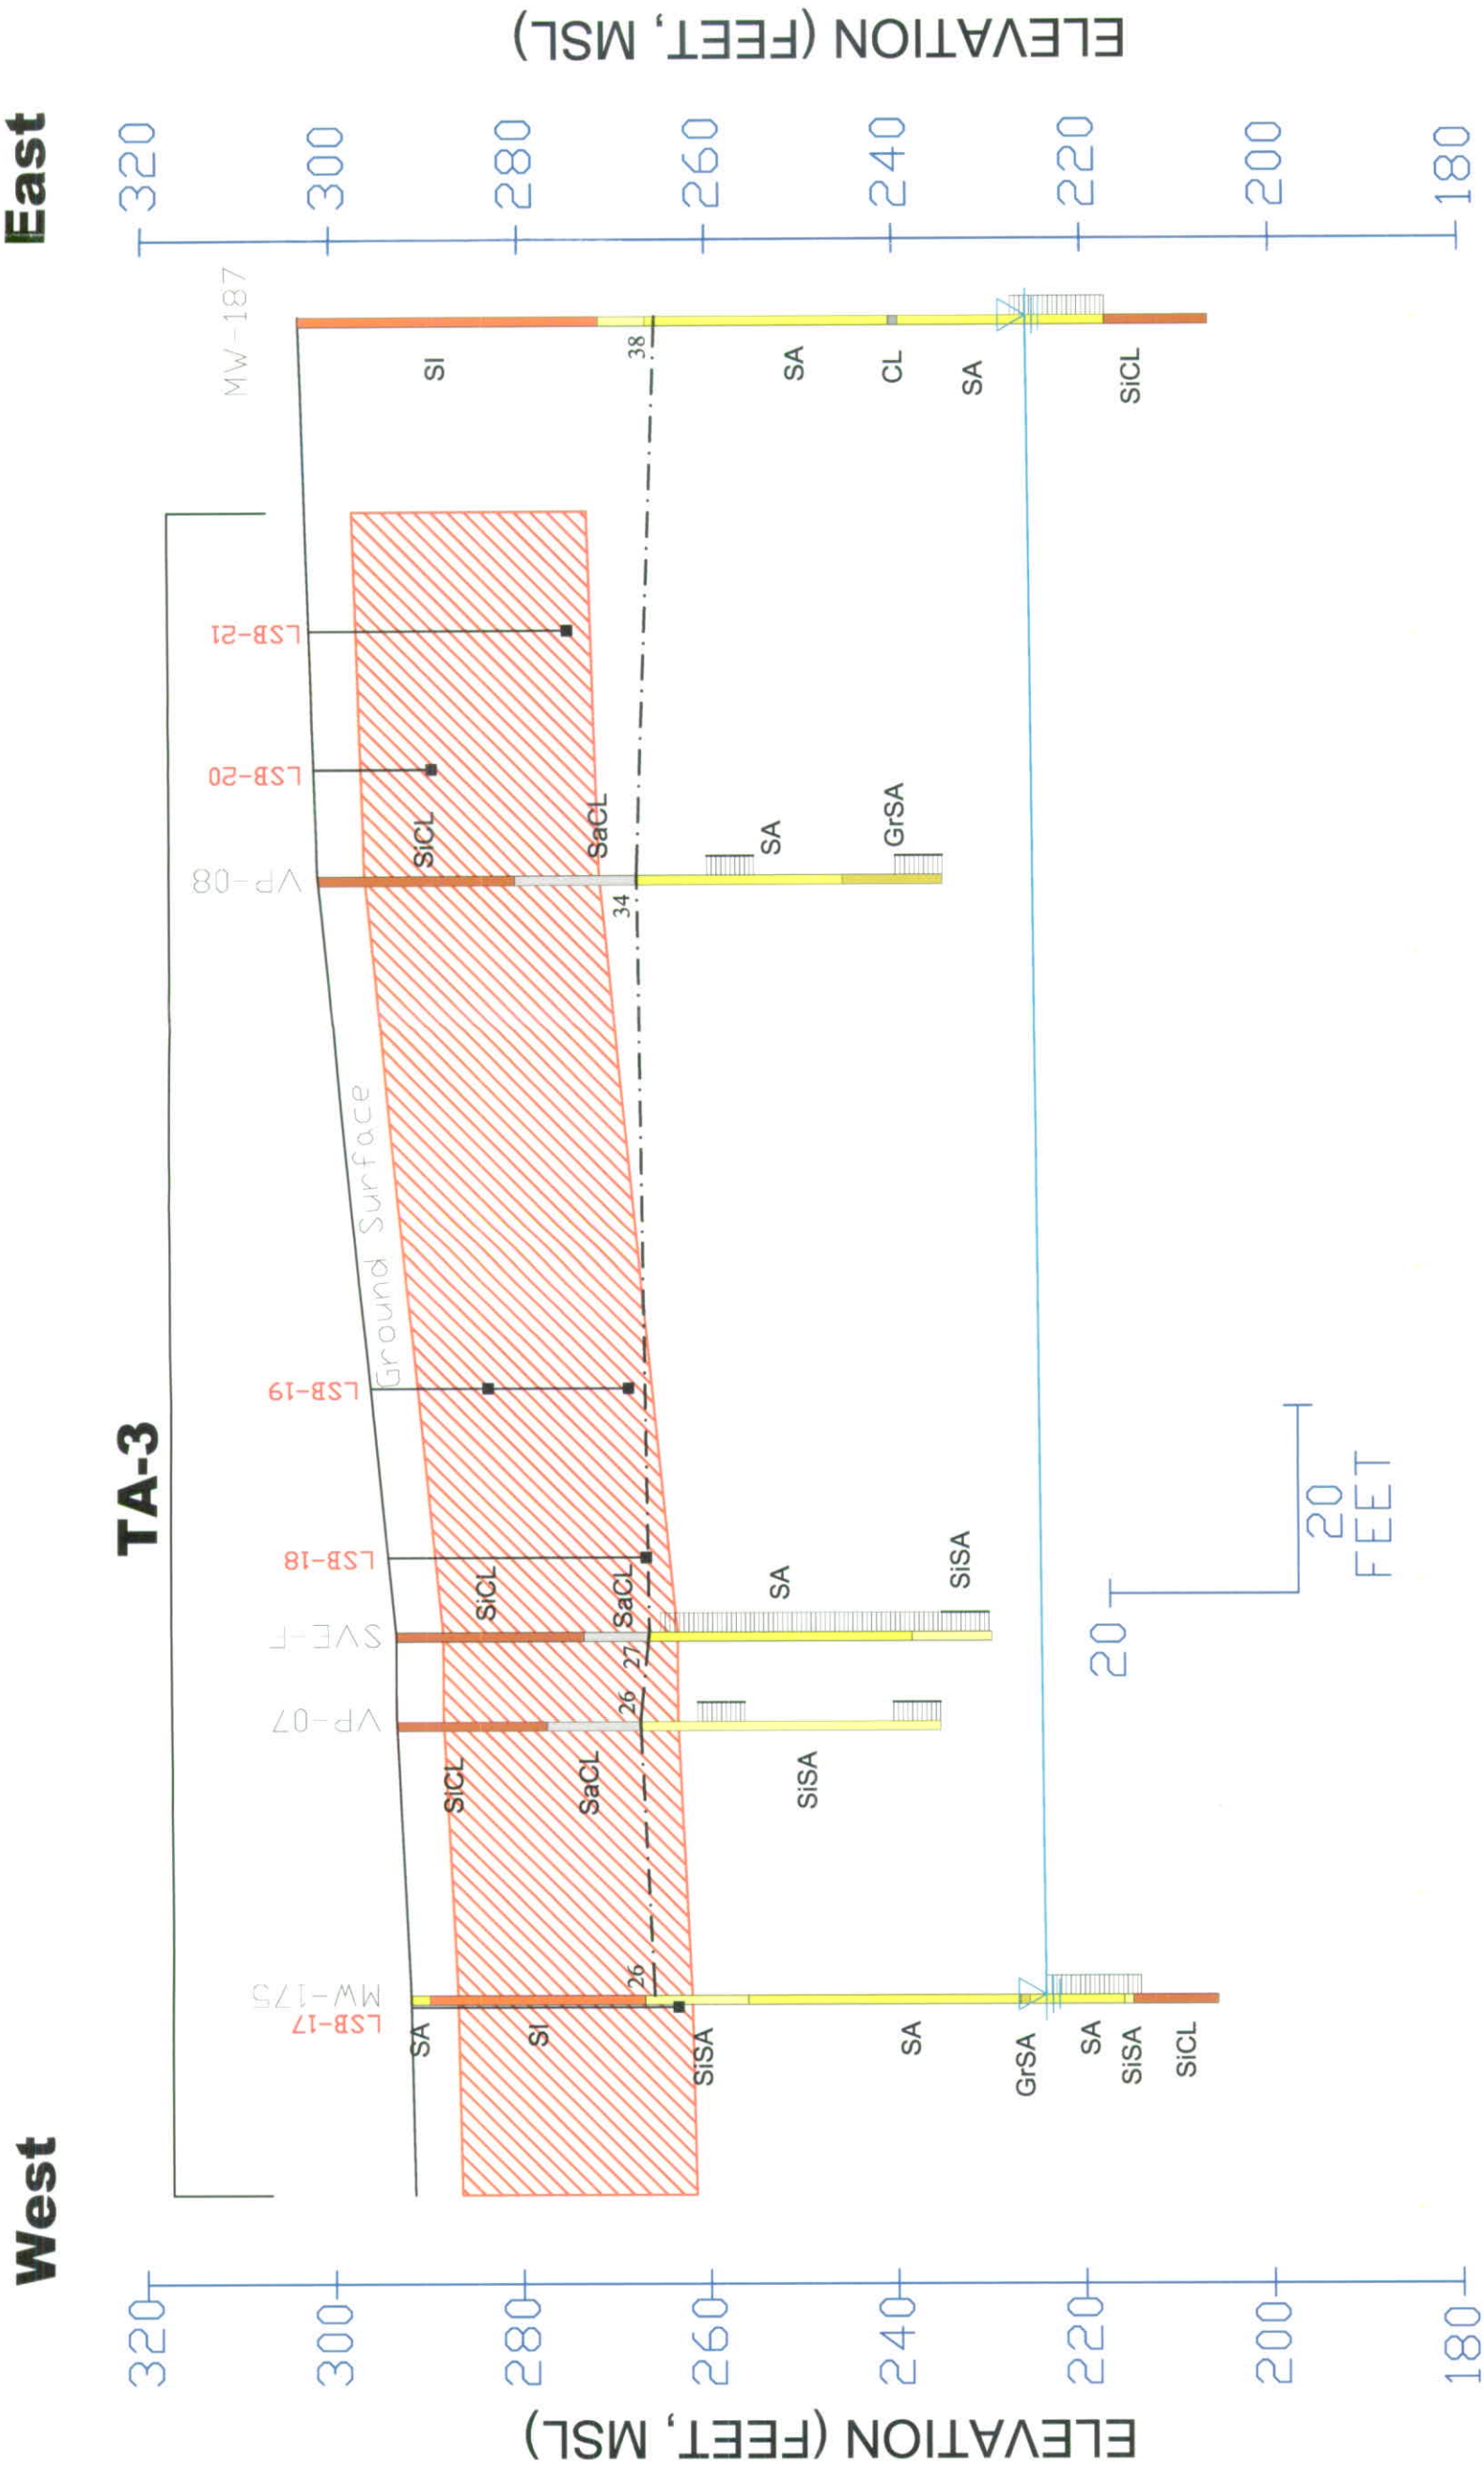 West
East
TA-3
ELEVATION (FEET, MSL)
320
300
280
260
240
220
200
180
LSB-17
MW-175
SA
SI
26
SiSA
SA
GrSA
SA
SiSA
SiCL
VP-07
SiCL
SaCL
26
SiSA
SVE-F
SiCL
SaCL
27
SA
SiSA
LSB-18
LSB-19
Ground Surface
VP-08
SiCL
SaCL
34
SA
GrSA
LSB-20
LSB-21
MW-187
SI
38
SA
CL
SA
SiCL
20
20
FEET
320
300
280
260
240
220
200
180
ELEVATION (FEET, MSL)